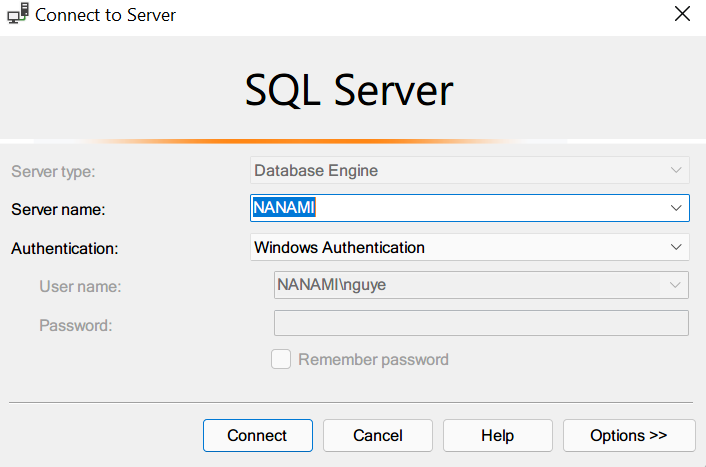 Connect to Server
SQL Server
Server type: Database Engine
Server name: NANAMI
Authentication: Windows Authentication
User name: NANAMI\nguye
Password:
Remember password
Connect Cancel Help Options >>